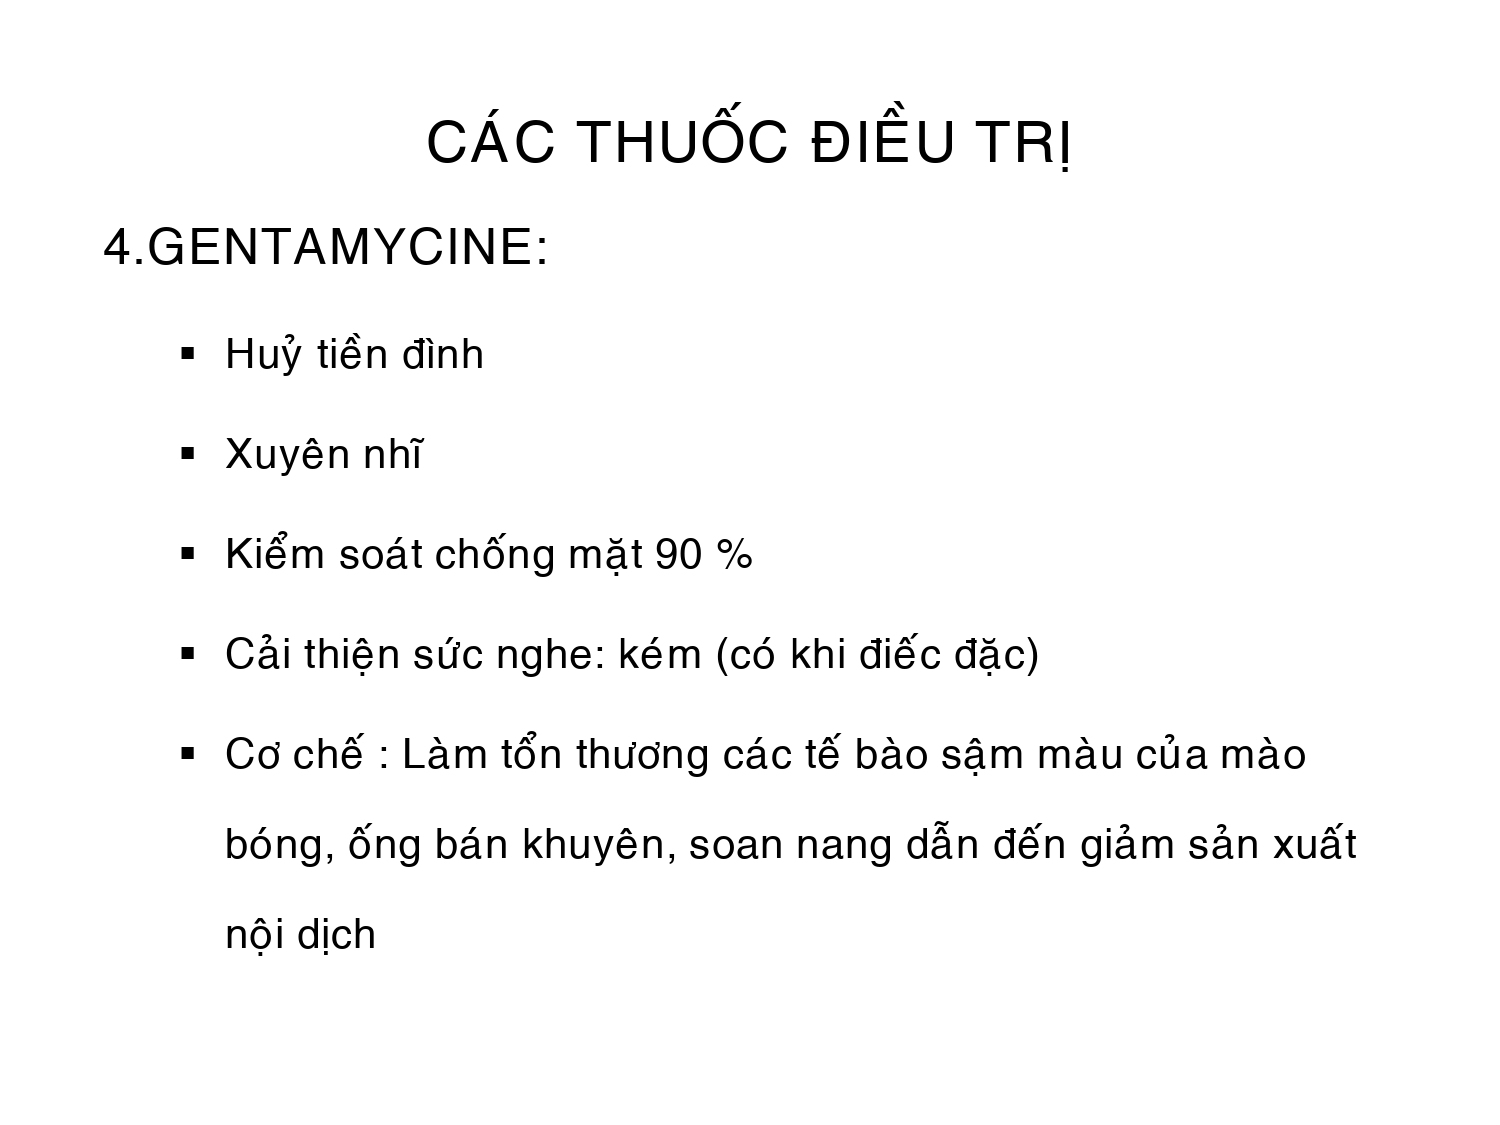 CÁC THUỐC ĐIỀU TRỊ
4.GENTAMYCINE:
▪ Huỷ tiền đình
▪ Xuyên nhĩ
▪ Kiểm soát chống mặt 90 %
▪ Cải thiện sức nghe: kém (có khi điếc đặc)
▪ Cơ chế : Làm tổn thương các tế bào sậm màu của mào
bóng, ống bán khuyên, soan nang dẫn đến giảm sản xuất
nội dịch